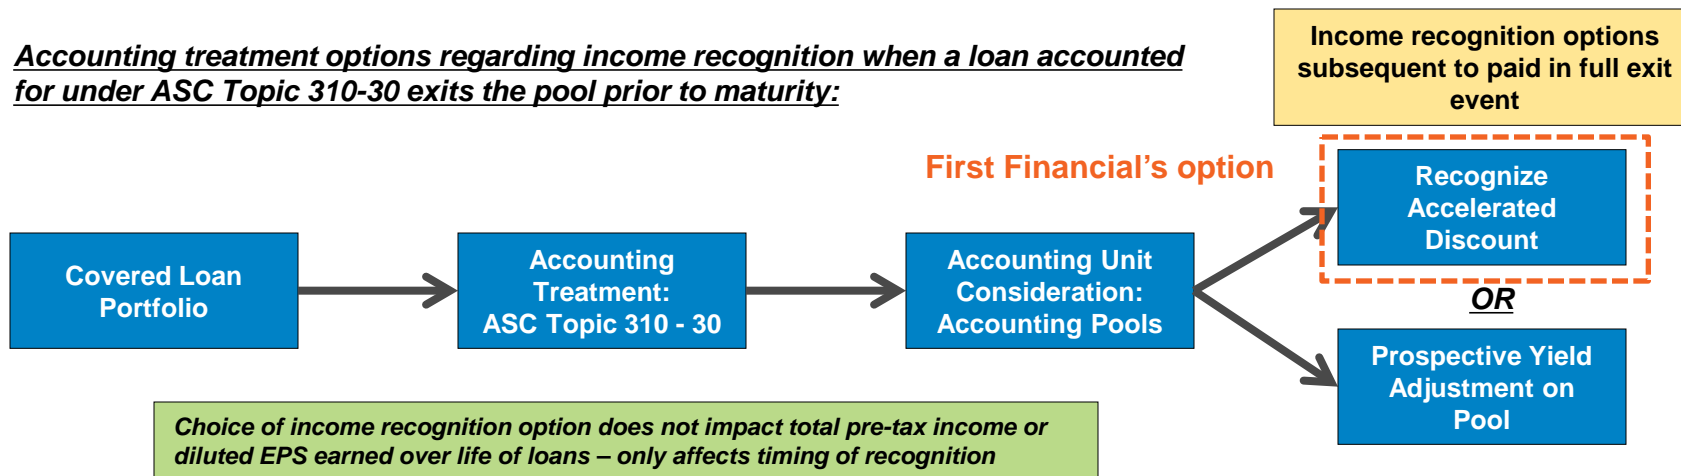 Accounting treatment options regarding income recognition when a loan accounted
for under ASC Topic 310-30 exits the pool prior to maturity:
Income recognition options
subsequent to paid in full exit
event
First Financial’s option
Recognize
Accelerated
Discount
Covered Loan
Portfolio
Accounting
Treatment:
ASC Topic 310 - 30
Accounting Unit
Consideration:
Accounting Pools
OR
Prospective Yield
Adjustment on
Pool
Choice of income recognition option does not impact total pre-tax income or
diluted EPS earned over life of loans – only affects timing of recognition